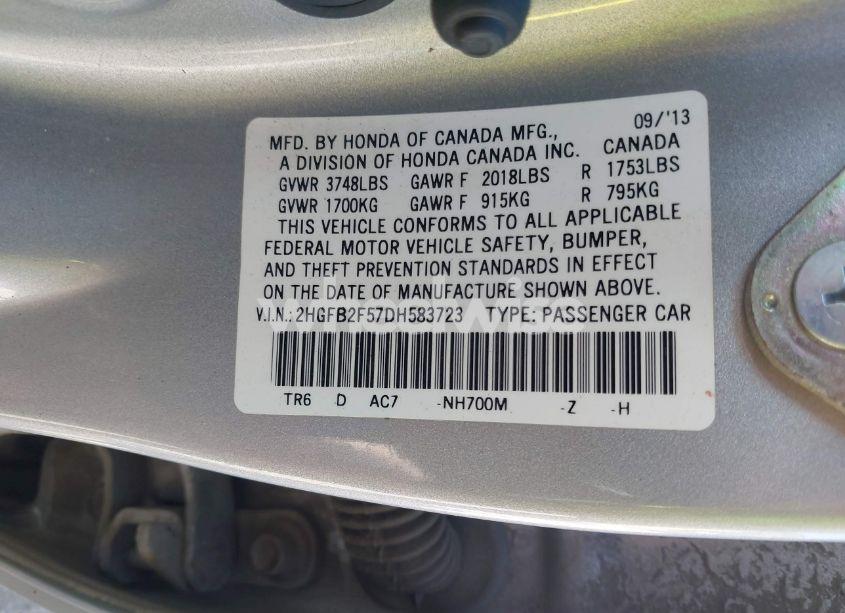 09/'13
MFD. BY HONDA OF CANADA MFG.,
A DIVISION OF HONDA CANADA INC. CANADA
GVWR 3748LBS GAWR F 2018LBS R 1753LBS
GVWR 1700KG GAWR F 915KG R 795KG
THIS VEHICLE CONFORMS TO ALL APPLICABLE
FEDERAL MOTOR VEHICLE SAFETY, BUMPER,
AND THEFT PREVENTION STANDARDS IN EFFECT
ON THE DATE OF MANUFACTURE SHOWN ABOVE.
V.I.N.: 2HGFB2F57DH583723 TYPE: PASSENGER CAR
wheelwise
TR6 D AC7 -NH700M -Z -H